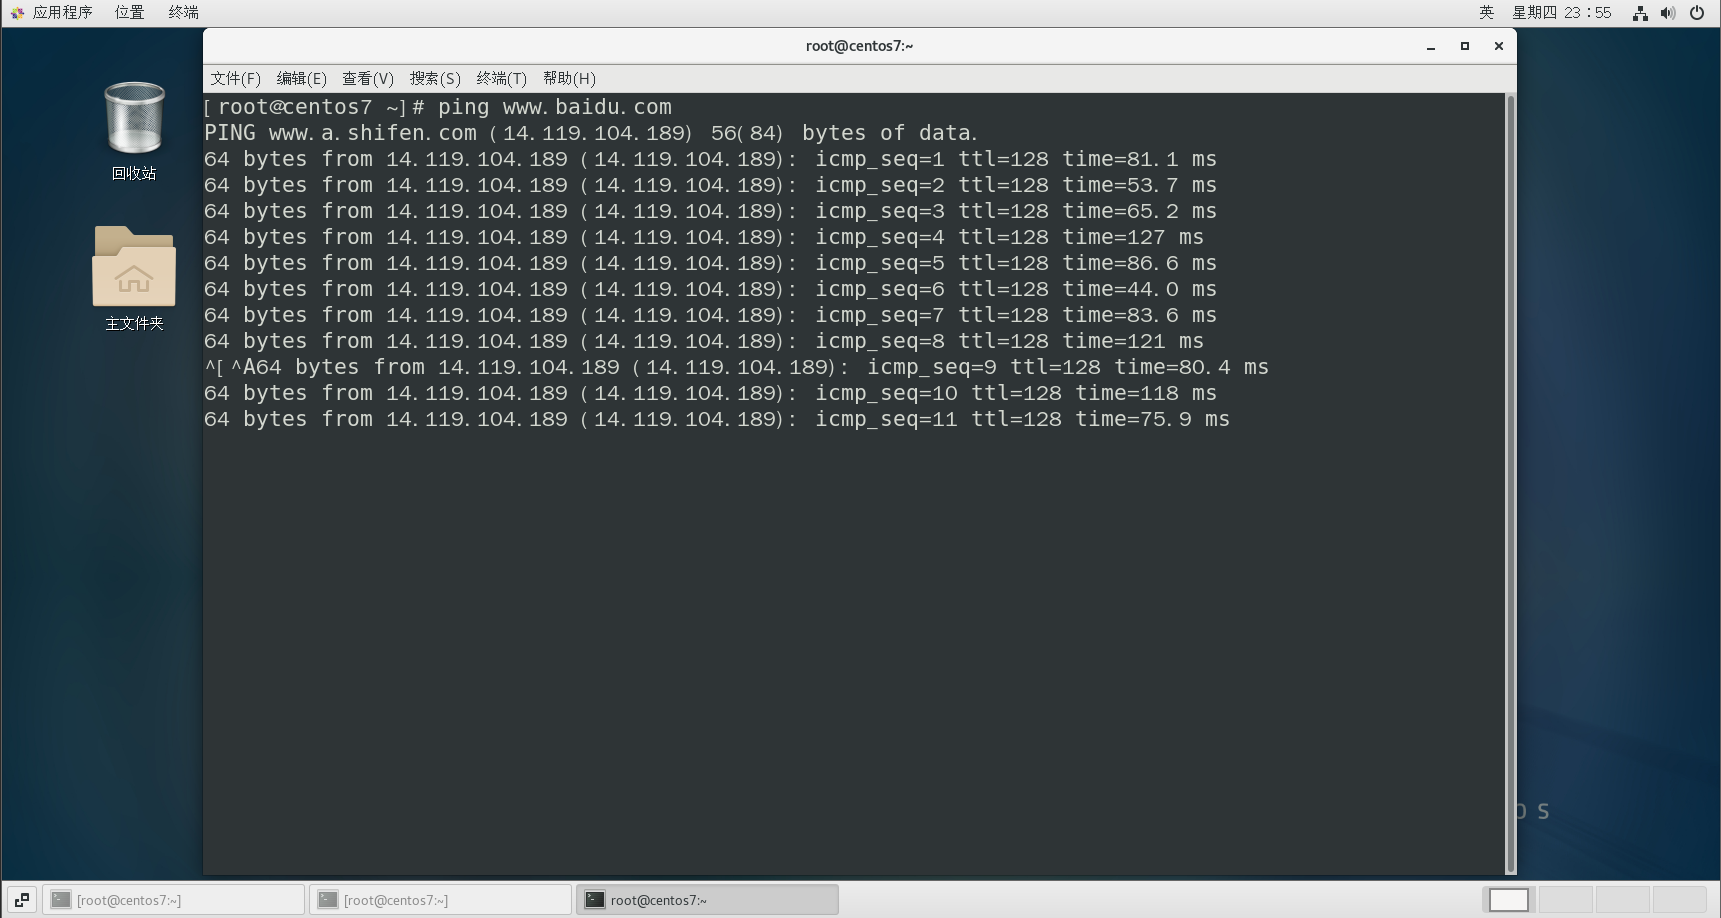 应用程序 位置 终端 英 星期四 23：55
root@centos7:~
文件(F) 编辑(E) 查看(V) 搜索(S) 终端(T) 帮助(H)
[root@centos7 ~]# ping www.baidu.com
PING www.a.shifen.com (14.119.104.189) 56(84) bytes of data.
64 bytes from 14.119.104.189 (14.119.104.189): icmp_seq=1 ttl=128 time=81.1 ms
64 bytes from 14.119.104.189 (14.119.104.189): icmp_seq=2 ttl=128 time=53.7 ms
64 bytes from 14.119.104.189 (14.119.104.189): icmp_seq=3 ttl=128 time=65.2 ms
64 bytes from 14.119.104.189 (14.119.104.189): icmp_seq=4 ttl=128 time=127 ms
64 bytes from 14.119.104.189 (14.119.104.189): icmp_seq=5 ttl=128 time=86.6 ms
64 bytes from 14.119.104.189 (14.119.104.189): icmp_seq=6 ttl=128 time=44.0 ms
64 bytes from 14.119.104.189 (14.119.104.189): icmp_seq=7 ttl=128 time=83.6 ms
64 bytes from 14.119.104.189 (14.119.104.189): icmp_seq=8 ttl=128 time=121 ms
^[^A64 bytes from 14.119.104.189 (14.119.104.189): icmp_seq=9 ttl=128 time=80.4 ms
64 bytes from 14.119.104.189 (14.119.104.189): icmp_seq=10 ttl=128 time=118 ms
64 bytes from 14.119.104.189 (14.119.104.189): icmp_seq=11 ttl=128 time=75.9 ms
回收站
主文件夹
[root@centos7:~] [root@centos7:~] root@centos7:~